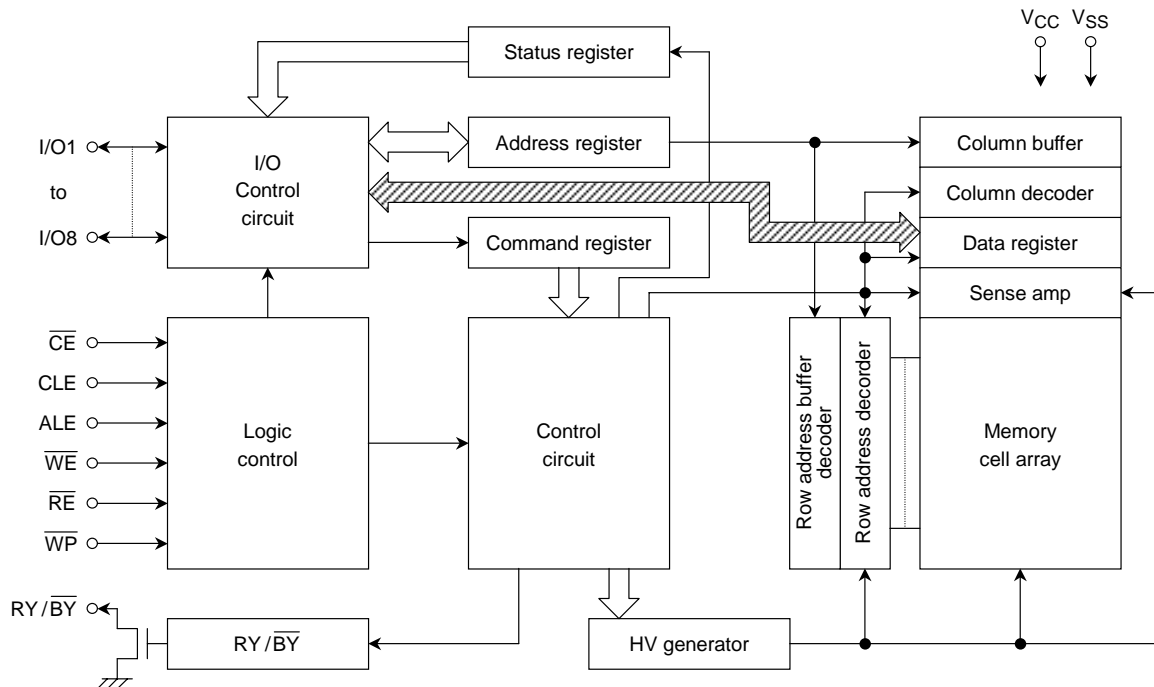 VCC
VSS
Status register
I/O1
to
I/O8
I/O
Control
circuit
Address register
Column buffer
Column decoder
Command register
Data register
Sense amp
CE
CLE
ALE
WE
RE
WP
Logic
control
Control
circuit
Row address buffer
decoder
Row address decorder
Memory
cell array
RY/BY
RY/BY
HV generator